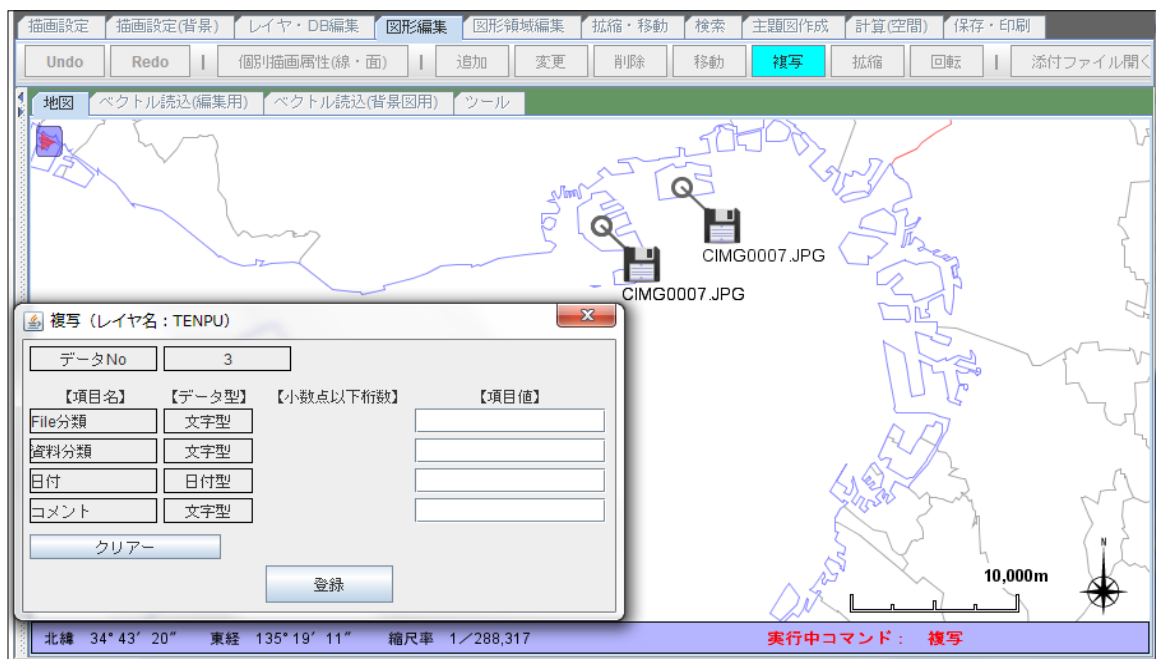 描画設定 描画設定(背景) レイヤ・DB編集 図形編集 図形領域編集 拡縮・移動 検索 主題図作成 計算(空間) 保存・印刷
Undo Redo | 個別描画属性(線・面) | 追加 変更 削除 移動 複写 拡縮 回転 | 添付ファイル開く
地図 ベクトル読込(編集用) ベクトル読込(背景図用) ツール
CIMG0007.JPG
CIMG0007.JPG
複写（レイヤ名：TENPU）
データNo 3
【項目名】 【データ型】 【小数点以下桁数】 【項目値】
File分類 文字型
資料分類 文字型
日付 日付型
コメント 文字型
クリアー
登録
N
10,000m
北緯 34°43′20″ 東経 135°19′11″ 縮尺率 1／288,317 実行中コマンド： 複写